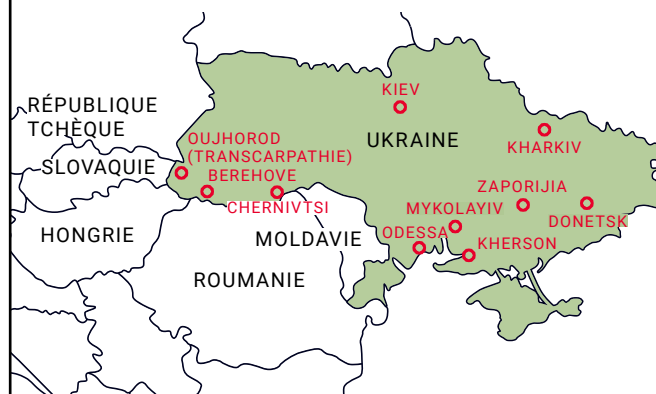 KIEV
RÉPUBLIQUE
TCHÈQUE
UKRAINE
KHARKIV
OUJHOROD
(TRANSCARPATHIE)
SLOVAQUIE
BEREHOVE
ZAPORIJIA
CHERNIVTSI
MYKOLAYIV
DONETSK
HONGRIE
MOLDAVIE
ODESSA
KHERSON
ROUMANIE